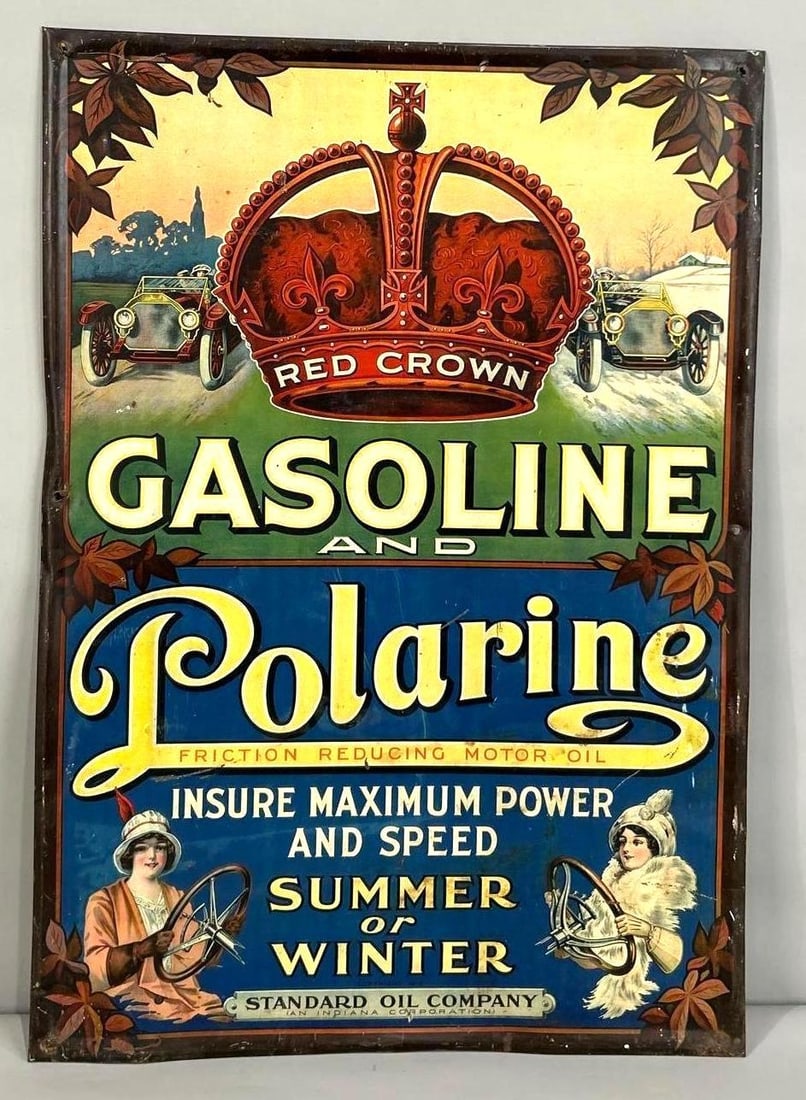 RED CROWN
GASOLINE
AND
Polarine
FRICTION REDUCING MOTOR OIL
INSURE MAXIMUM POWER
AND SPEED
SUMMER
or
WINTER
STANDARD OIL COMPANY
(AN INDIANA CORPORATION)